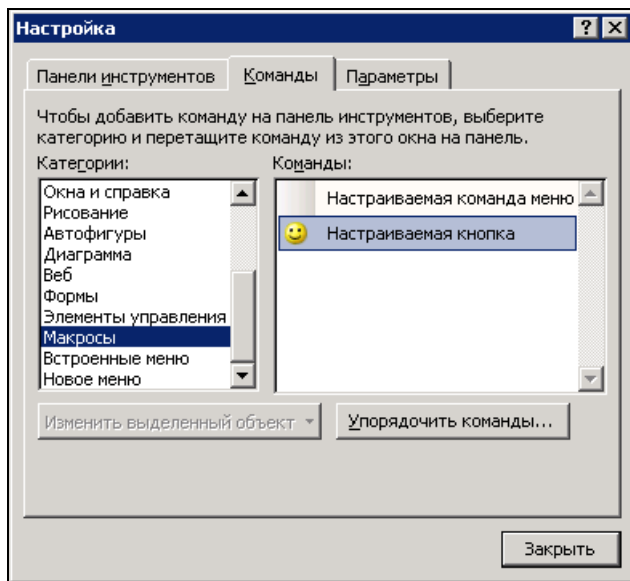 Настройка
Панели инструментов
Команды
Параметры
Чтобы добавить команду на панель инструментов, выберите
категорию и перетащите команду из этого окна на панель.
Категории:
Команды:
Окна и справка
Рисование
Автофигуры
Диаграмма
Веб
Формы
Элементы управления
Макросы
Встроенные меню
Новое меню
Настраиваемая команда меню
Настраиваемая кнопка
Изменить выделенный объект
Упорядочить команды...
Закрыть